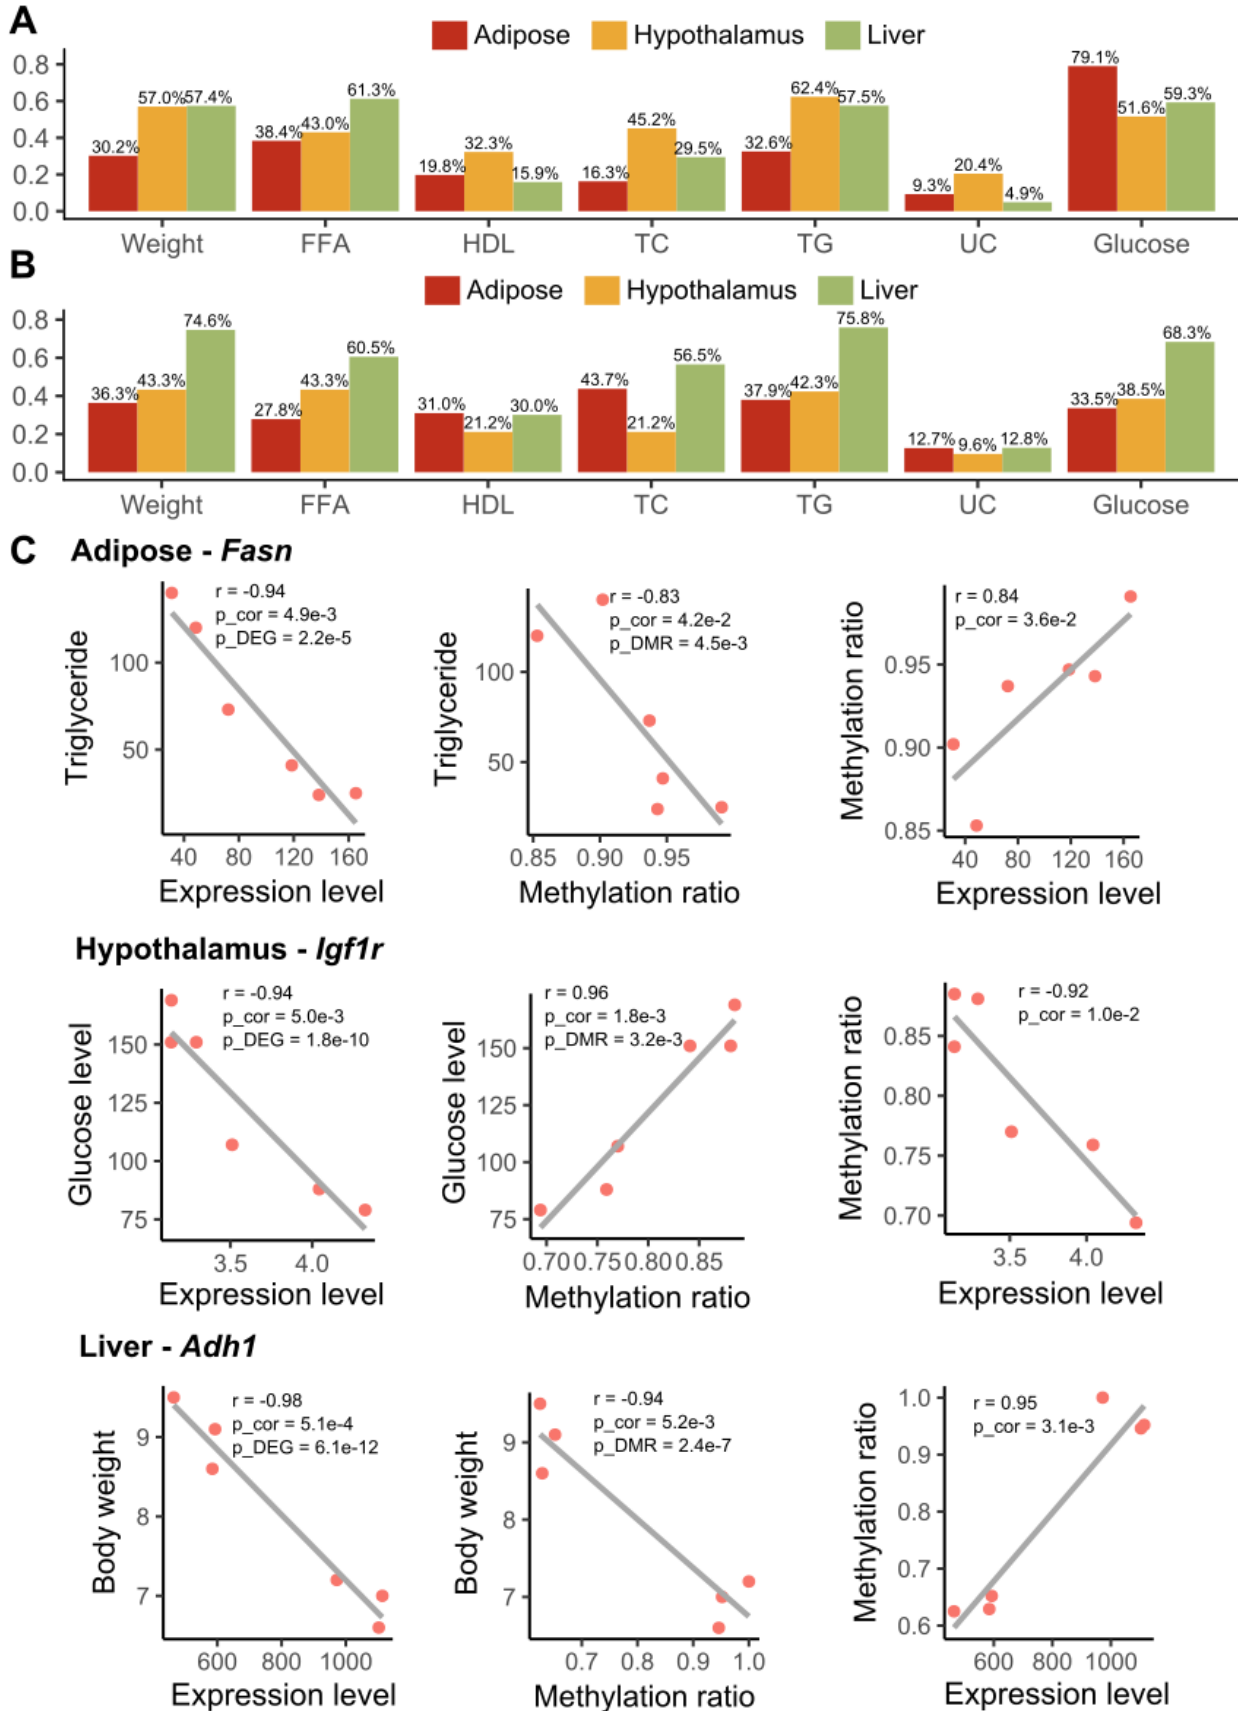 A
Adipose Hypothalamus Liver
0.8
0.6
0.4
0.2
0.0
30.2% 57.0% 57.4% 38.4% 43.0% 61.3% 19.8% 32.3% 15.9% 16.3% 45.2% 29.5% 32.6% 62.4% 57.5% 9.3% 20.4% 4.9% 79.1% 51.6% 59.3%
Weight FFA HDL TC TG UC Glucose
B
Adipose Hypothalamus Liver
0.8
0.6
0.4
0.2
0.0
36.3% 43.3% 74.6% 27.8% 43.3% 60.5% 31.0% 21.2% 30.0% 43.7% 21.2% 56.5% 37.9% 42.3% 75.8% 12.7% 9.6% 12.8% 33.5% 38.5% 68.3%
Weight FFA HDL TC TG UC Glucose
C
Adipose - Fasn
r = -0.94
p_cor = 4.9e-3
p_DEG = 2.2e-5
Triglyceride
100
50
40 80 120 160
Expression level
r = -0.83
p_cor = 4.2e-2
p_DMR = 4.5e-3
Triglyceride
100
50
0.85 0.90 0.95
Methylation ratio
r = 0.84
p_cor = 3.6e-2
Methylation ratio
0.95
0.90
0.85
40 80 120 160
Expression level
Hypothalamus - Igf1r
r = -0.94
p_cor = 5.0e-3
p_DEG = 1.8e-10
Glucose level
150
125
100
75
3.5 4.0
Expression level
r = 0.96
p_cor = 1.8e-3
p_DMR = 3.2e-3
Glucose level
150
125
100
75
0.70 0.75 0.80 0.85
Methylation ratio
r = -0.92
p_cor = 1.0e-2
Methylation ratio
0.85
0.80
0.75
0.70
3.5 4.0
Expression level
Liver - Adh1
r = -0.98
p_cor = 5.1e-4
p_DEG = 6.1e-12
Body weight
9
8
7
600 800 1000
Expression level
r = -0.94
p_cor = 5.2e-3
p_DMR = 2.4e-7
Body weight
9
8
7
0.7 0.8 0.9 1.0
Methylation ratio
r = 0.95
p_cor = 3.1e-3
Methylation ratio
1.0
0.9
0.8
0.7
0.6
600 800 1000
Expression level